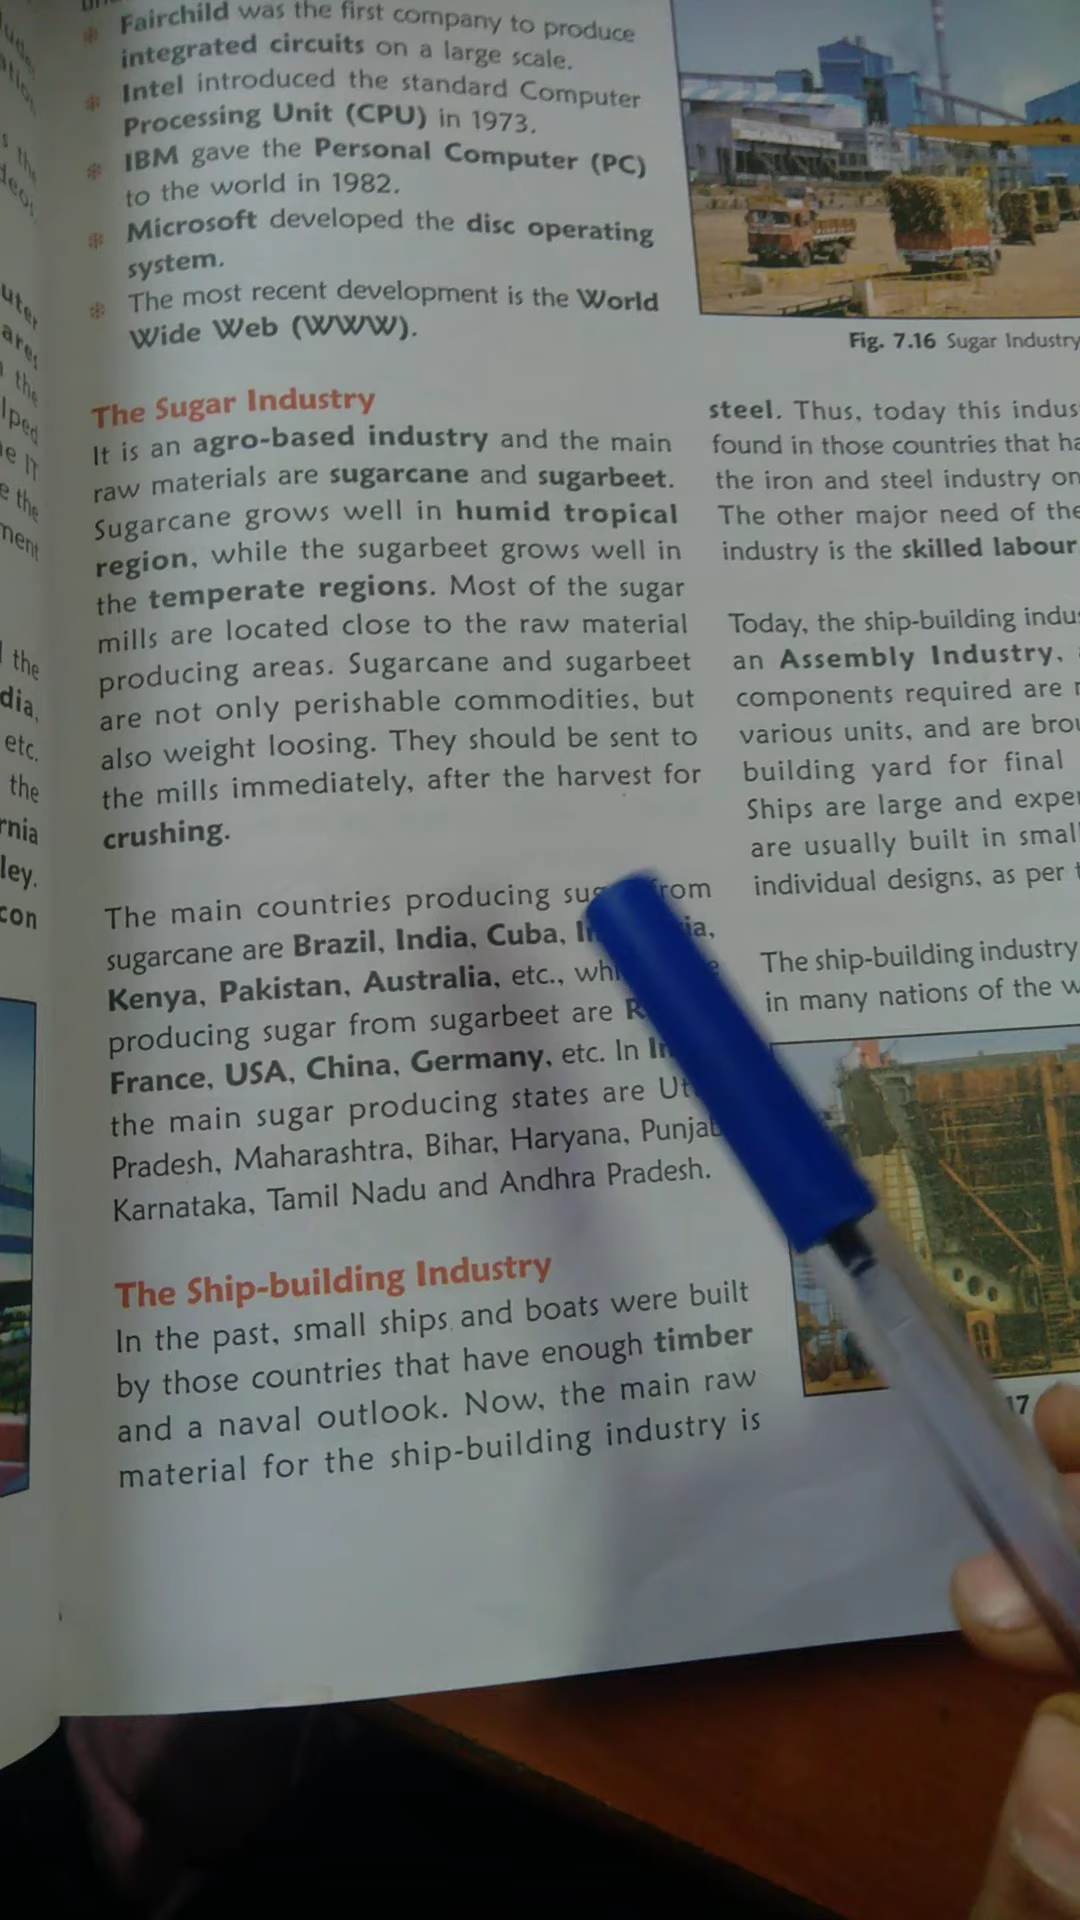 Fairchild was the first company to produce
integrated circuits on a large scale.
Intel introduced the standard Computer
Processing Unit (CPU) in 1973.
IBM gave the Personal Computer (PC)
to the world in 1982.
Microsoft developed the disc operating
system.
The most recent development is the World
Wide Web (WWW).
The Sugar Industry
It is an agro-based industry and the main
raw materials are sugarcane and sugarbeet.
Sugarcane grows well in humid tropical
region, while the sugarbeet grows well in
the temperate regions. Most of the sugar
mills are located close to the raw material
producing areas. Sugarcane and sugarbeet
are not only perishable commodities, but
also weight loosing. They should be sent to
the mills immediately, after the harvest for
crushing.
The main countries producing from
sugarcane are Brazil, India, Cuba,
Kenya, Pakistan, Australia, etc.,
producing sugar from sugarbeet are
France, USA, China, Germany, etc. In
the main sugar producing states are
Pradesh, Maharashtra, Bihar, Haryana,
Karnataka, Tamil Nadu and Andhra Pradesh.
The Ship-building Industry
In the past, small ships and boats were built
by those countries that have enough timber
and a naval outlook. Now, the main raw
material for the ship-building industry is
Fig. 7.16 Sugar Industry
steel. Thus, today this
found in those countries that
the iron and steel industry
The other major need of the
industry is the skilled labour
Today, the ship-building
an Assembly Industry,
components required are
various units, and are
building yard for final
Ships are large and
are usually built in
individual designs, as per
The ship-building industry
in many nations of the
17
the
etc.
the